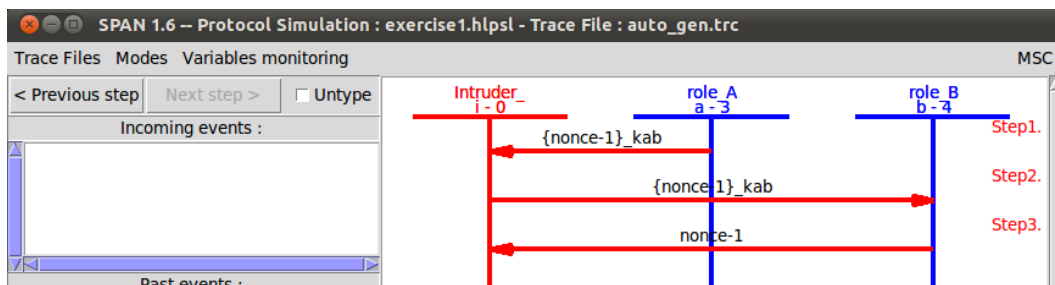 SPAN 1.6 -- Protocol Simulation : exercise1.hlpsl - Trace File : auto_gen.trc
Trace Files Modes Variables monitoring MSC
< Previous step Next step > Untype
Incoming events :
Past events :
Intruder_ role_A role_B
i - 0 a - 3 b - 4
Step1.
{nonce-1}_kab
Step2.
{nonce-1}_kab
Step3.
nonce-1